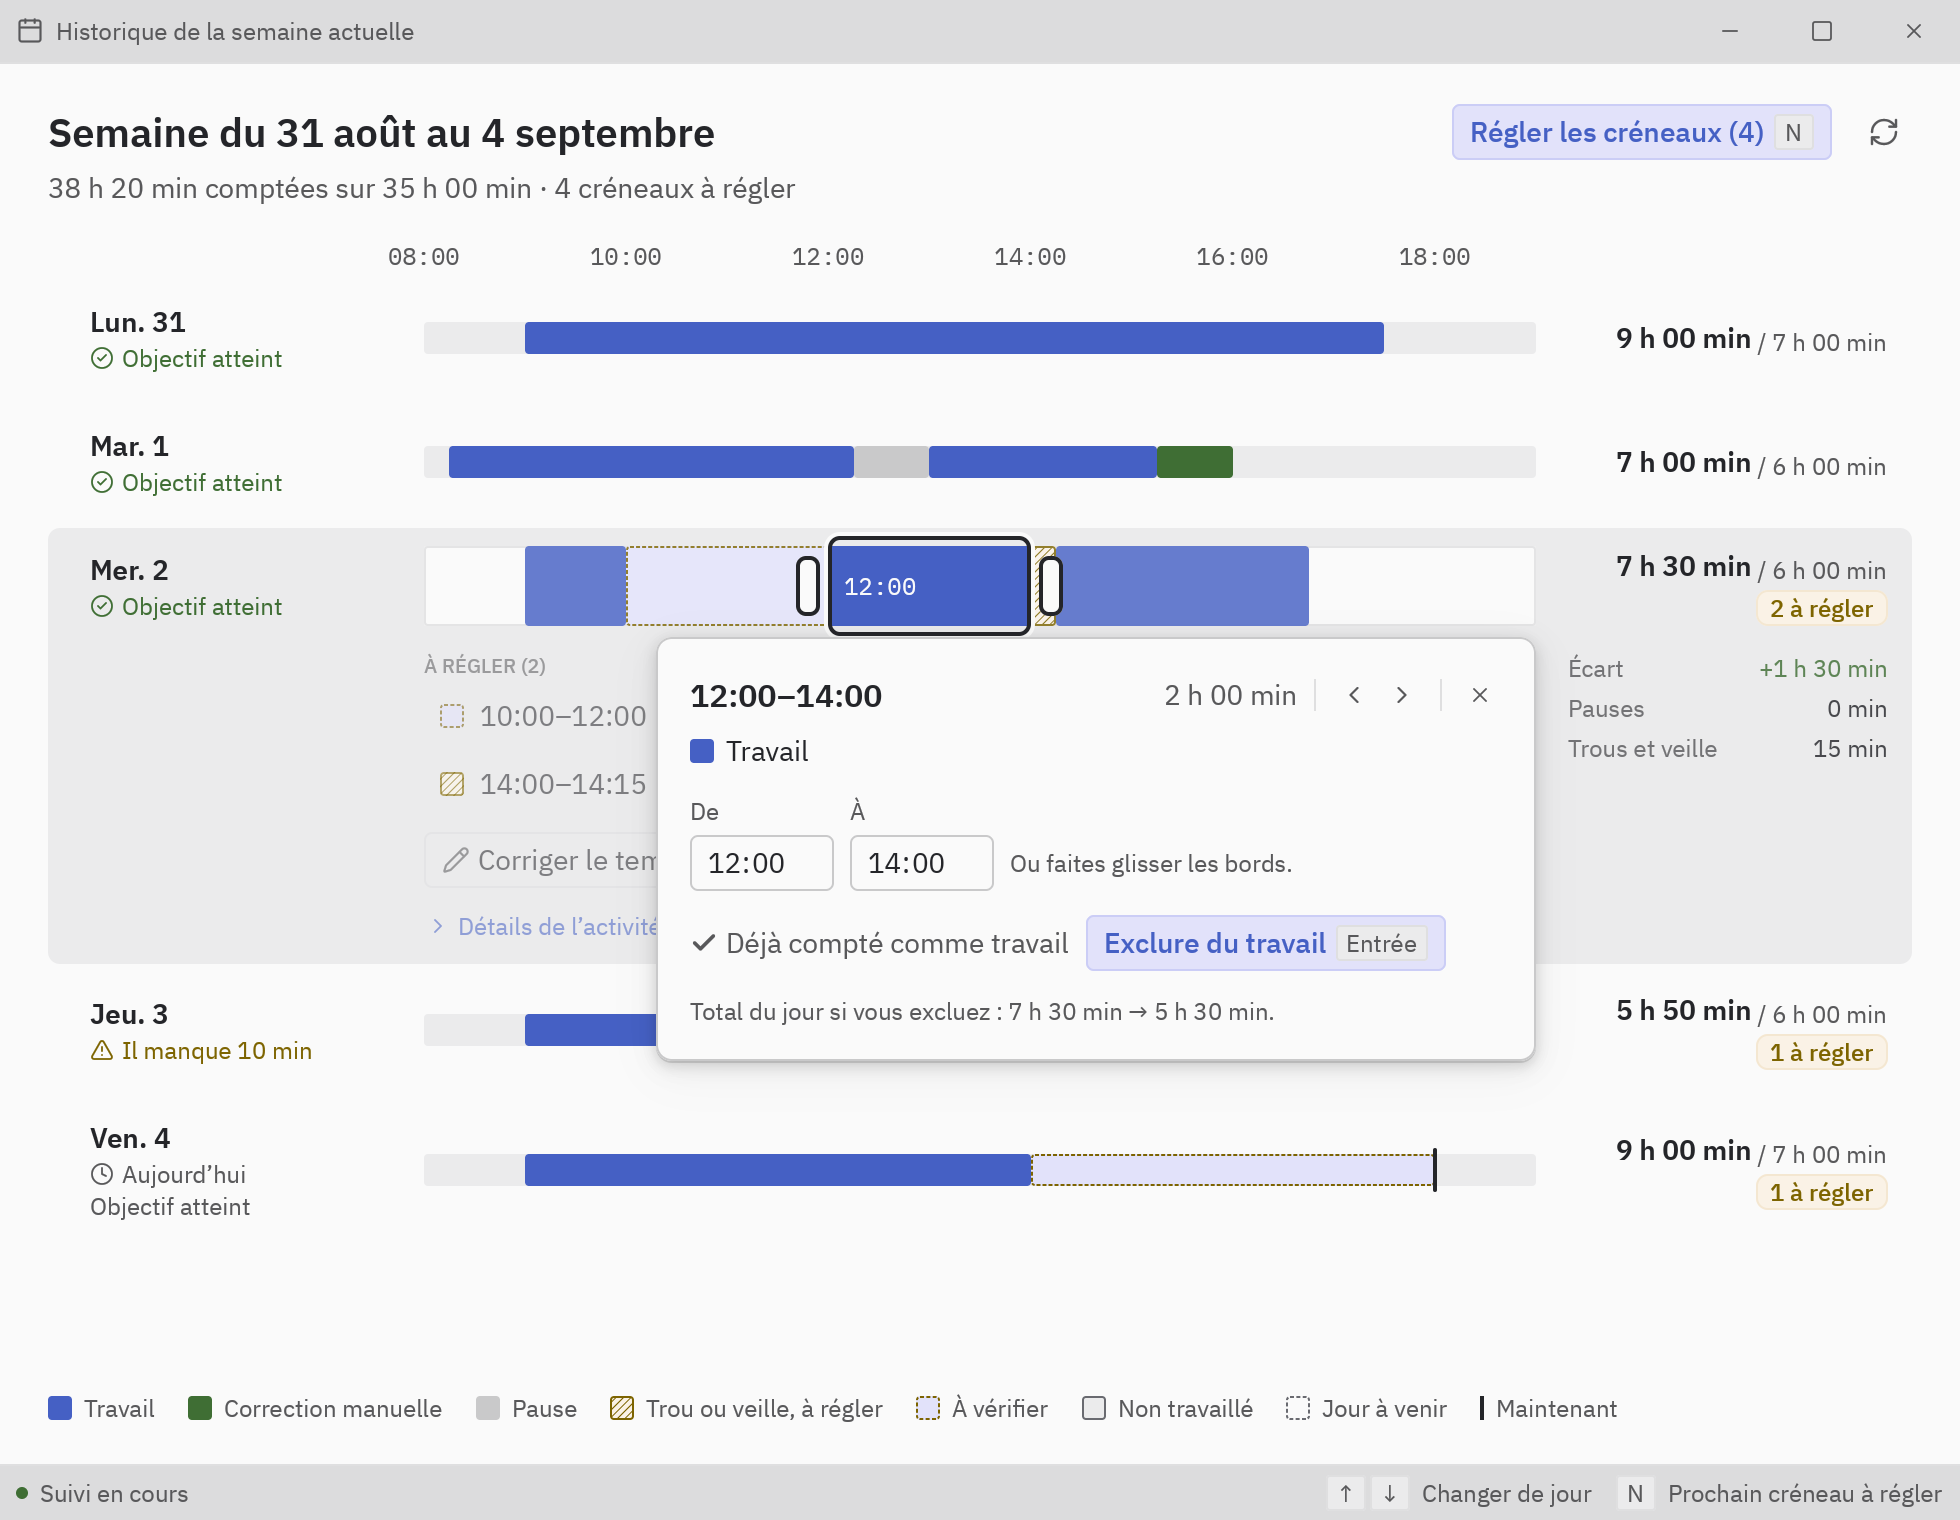 Historique de la semaine actuelle
Semaine du 31 août au 4 septembre
Régler les créneaux (4) N
38 h 20 min comptées sur 35 h 00 min · 4 créneaux à régler
08:00 10:00 12:00 14:00 16:00 18:00
Lun. 31
Objectif atteint
9 h 00 min / 7 h 00 min
Mar. 1
Objectif atteint
7 h 00 min / 6 h 00 min
Mer. 2
Objectif atteint
12:00
7 h 30 min / 6 h 00 min
2 à régler
À RÉGLER (2)
10:00–12:00
14:00–14:15
Corriger le tem
Détails de l’activité
Écart +1 h 30 min
Pauses 0 min
Trous et veille 15 min
12:00–14:00 2 h 00 min
Travail
De À
12:00 14:00 Ou faites glisser les bords.
Déjà compté comme travail Exclure du travail Entrée
Total du jour si vous excluez : 7 h 30 min → 5 h 30 min.
Jeu. 3
Il manque 10 min
5 h 50 min / 6 h 00 min
1 à régler
Ven. 4
Aujourd’hui
Objectif atteint
9 h 00 min / 7 h 00 min
1 à régler
Travail Correction manuelle Pause Trou ou veille, à régler À vérifier Non travaillé Jour à venir Maintenant
Suivi en cours ↑ ↓ Changer de jour N Prochain créneau à régler